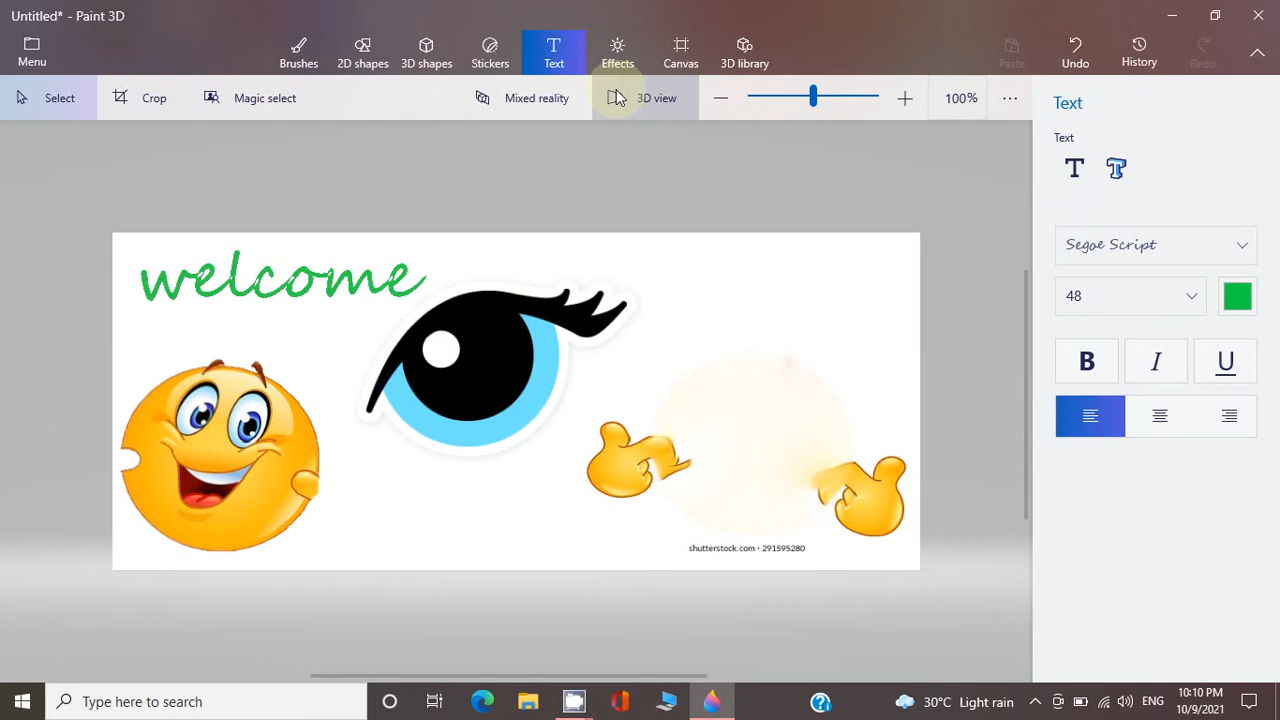 Untitled* - Paint 3D
Menu
Brushes
2D shapes
3D shapes
Stickers
Text
Effects
Canvas
3D library
Paste
Undo
History
Redo
Select
Crop
Magic select
Mixed reality
3D view
100%
Text
Text
T T
Segoe Script
48
B I U
welcome
shutterstock.com · 291595280
Type here to search
30°C Light rain
ENG
10:10 PM
10/9/2021